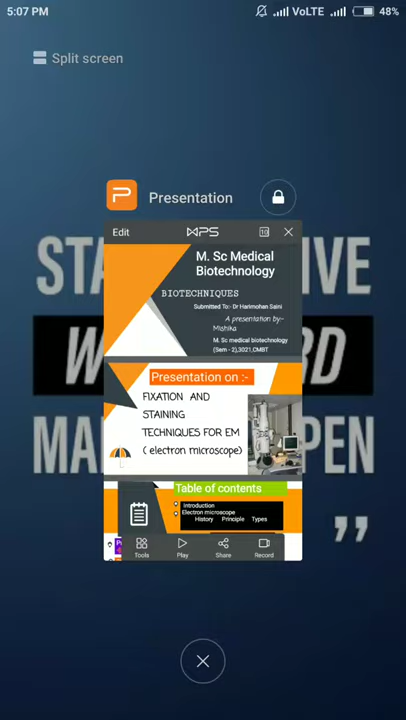 5:07 PM
VoLTE
48%
Split screen
Presentation
Edit
WPS
10
M. Sc Medical
Biotechnology
BIOTECHNIQUES
Submitted To:- Dr Harimohan Saini
A presentation by:-
Mishika
M. Sc medical biotechnology
(Sem - 2),3021,CMBT
Presentation on :-
FIXATION AND
STAINING
TECHNIQUES FOR EM
( electron microscope)
Table of contents
Introduction
Electron microscope
History Principle Types
Tools
Play
Share
Record